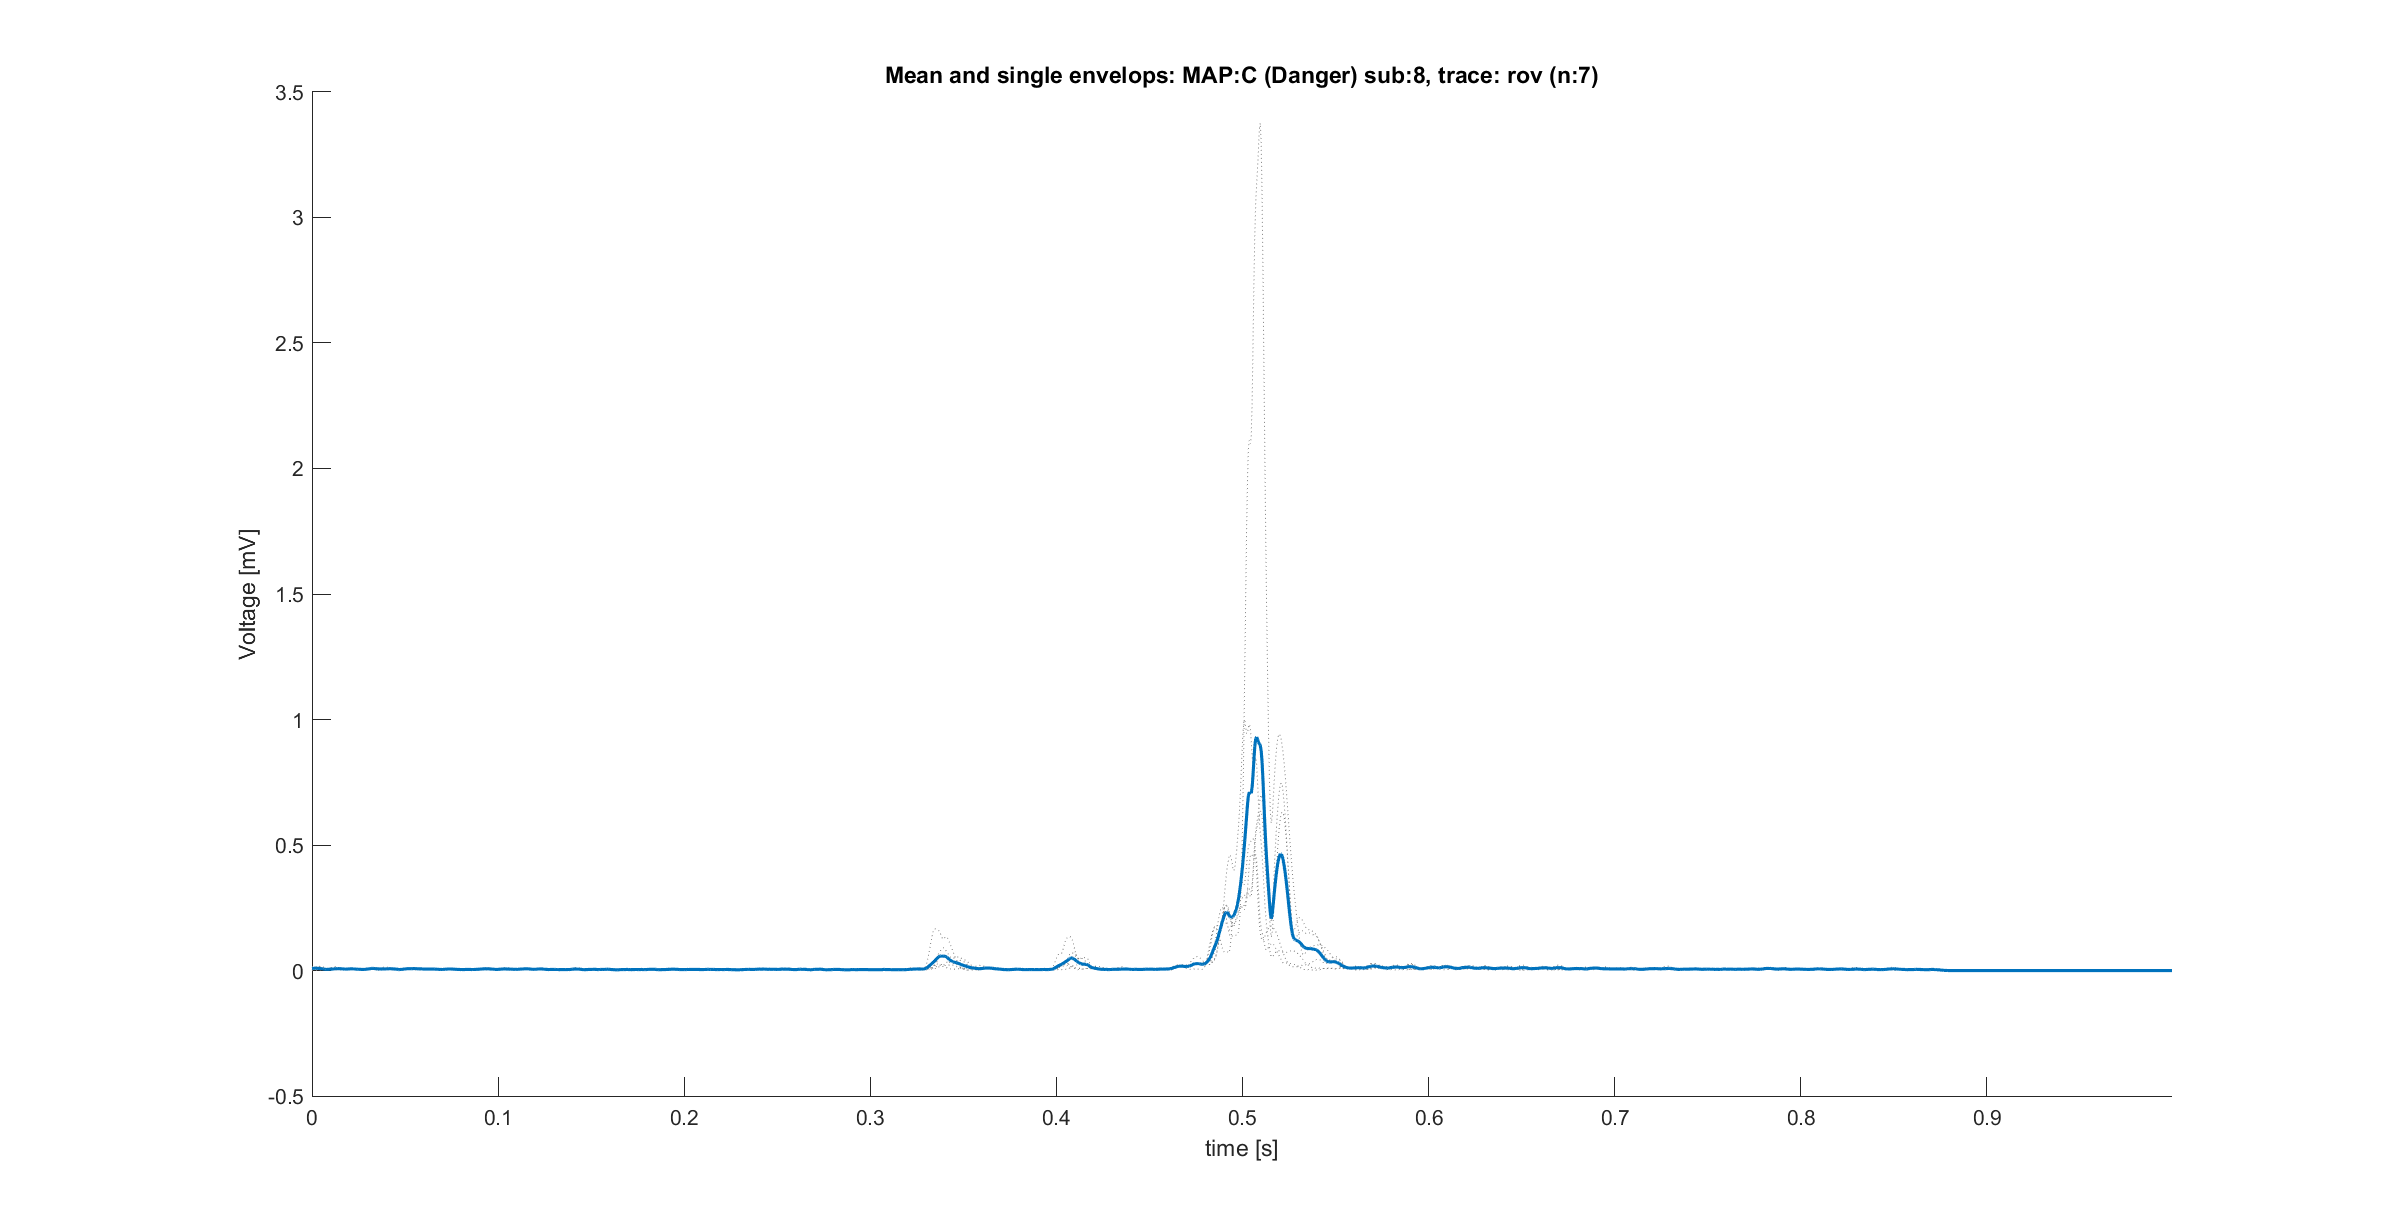 Mean and single envelops: MAP:C (Danger) sub:8, trace: rov (n:7)
3.5
3
2.5
2
1.5
1
0.5
0
-0.5
Voltage [mV]
0 0.1 0.2 0.3 0.4 0.5 0.6 0.7 0.8 0.9
time [s]